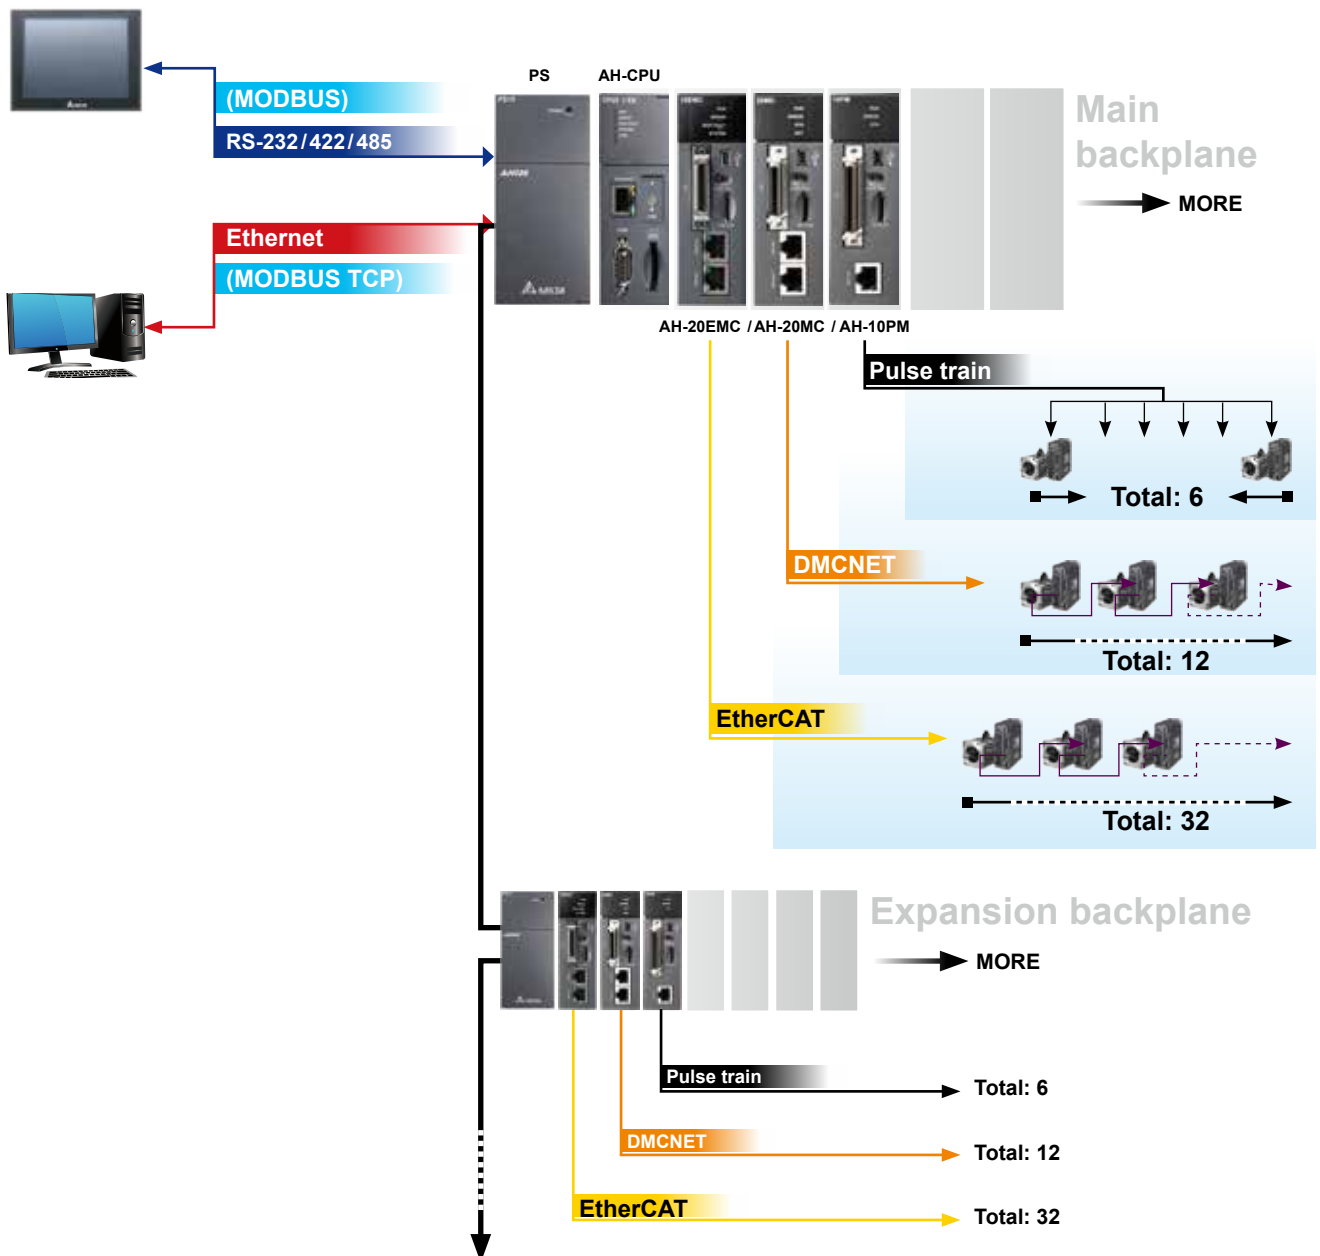 PS
AH-CPU
(MODBUS)
RS-232/422/485
Main
backplane
MORE
Ethernet
(MODBUS TCP)
AH-20EMC / AH-20MC / AH-10PM
Pulse train
Total: 6
DMCNET
Total: 12
EtherCAT
Total: 32
Expansion backplane
MORE
Pulse train
Total: 6
DMCNET
Total: 12
EtherCAT
Total: 32